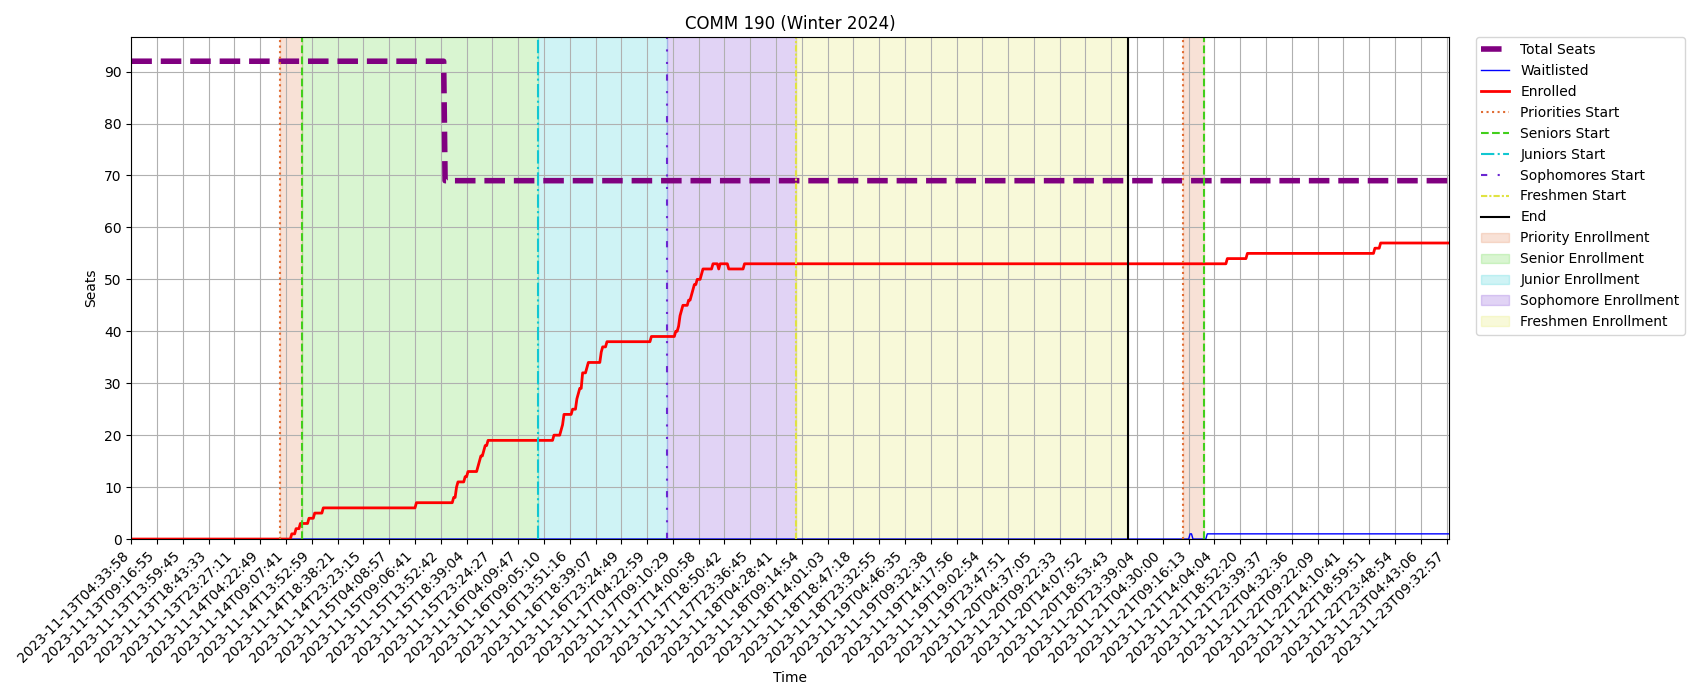 COMM 190 (Winter 2024)
Seats
90
80
70
60
50
40
30
20
10
0
2023-11-13T04:33:58
2023-11-13T09:16:55
2023-11-13T13:59:45
2023-11-13T18:43:33
2023-11-13T23:27:11
2023-11-14T04:22:49
2023-11-14T09:07:41
2023-11-14T13:52:59
2023-11-14T18:38:21
2023-11-14T23:23:15
2023-11-15T04:08:57
2023-11-15T09:06:41
2023-11-15T13:52:42
2023-11-15T18:39:04
2023-11-15T23:24:27
2023-11-16T04:09:47
2023-11-16T09:05:10
2023-11-16T13:51:16
2023-11-16T18:39:07
2023-11-16T23:24:49
2023-11-17T04:22:59
2023-11-17T09:10:29
2023-11-17T14:00:58
2023-11-17T18:50:42
2023-11-17T23:36:45
2023-11-18T04:28:41
2023-11-18T09:14:54
2023-11-18T14:01:03
2023-11-18T18:47:18
2023-11-18T23:32:55
2023-11-19T04:46:35
2023-11-19T09:32:38
2023-11-19T14:17:56
2023-11-19T19:02:54
2023-11-19T23:47:51
2023-11-20T04:37:05
2023-11-20T09:22:33
2023-11-20T14:07:52
2023-11-20T18:53:43
2023-11-20T23:39:04
2023-11-21T04:30:00
2023-11-21T09:16:13
2023-11-21T14:04:04
2023-11-21T18:52:20
2023-11-21T23:39:37
2023-11-22T04:32:36
2023-11-22T09:22:09
2023-11-22T14:10:41
2023-11-22T18:59:51
2023-11-22T23:48:54
2023-11-23T04:43:06
2023-11-23T09:32:57
Time
Total Seats
Waitlisted
Enrolled
Priorities Start
Seniors Start
Juniors Start
Sophomores Start
Freshmen Start
End
Priority Enrollment
Senior Enrollment
Junior Enrollment
Sophomore Enrollment
Freshmen Enrollment